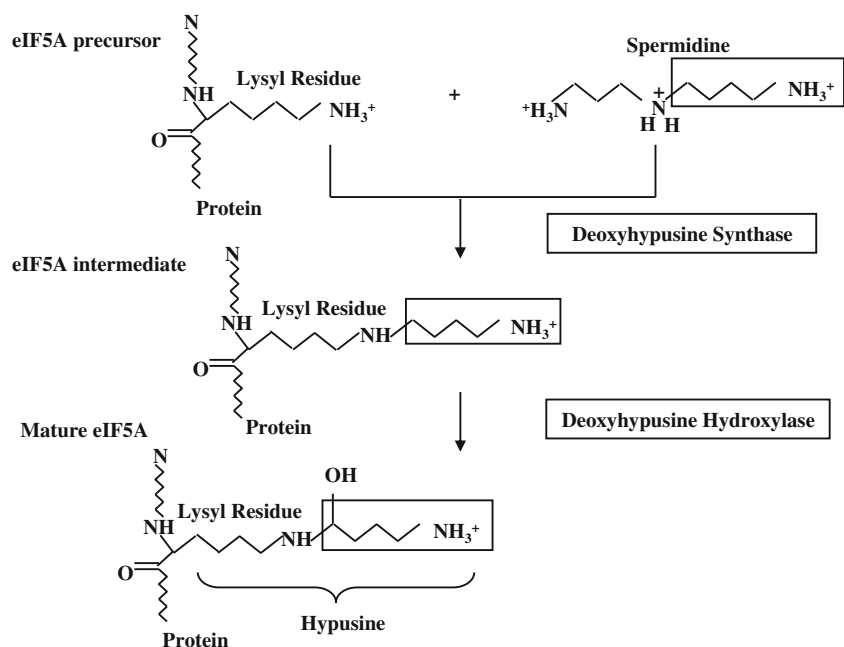 N
eIF5A precursor
Spermidine
Lysyl Residue
NH
NH₃⁺
+
⁺H₃N
+
N
H H
NH₃⁺
O
Protein
Deoxyhypusine Synthase
eIF5A intermediate
N
Lysyl Residue
NH
NH
NH₃⁺
O
Protein
Deoxyhypusine Hydroxylase
Mature eIF5A
N
OH
Lysyl Residue
NH
NH
NH₃⁺
O
Hypusine
Protein